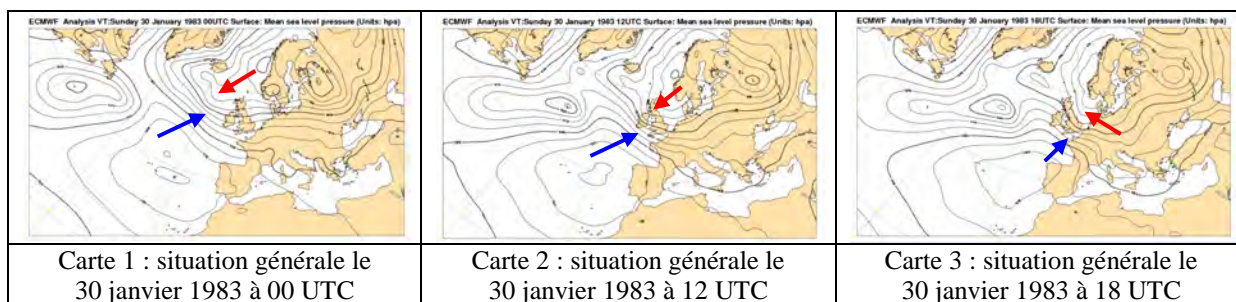 ECMWF Analysis VT:Sunday 30 January 1983 00UTC Surface: Mean sea level pressure (Units: hpa)
ECMWF Analysis VT:Sunday 30 January 1983 12UTC Surface: Mean sea level pressure (Units: hpa)
ECMWF Analysis VT:Sunday 30 January 1983 18UTC Surface: Mean sea level pressure (Units: hpa)
Carte 1 : situation générale le
30 janvier 1983 à 00 UTC
Carte 2 : situation générale le
30 janvier 1983 à 12 UTC
Carte 3 : situation générale le
30 janvier 1983 à 18 UTC